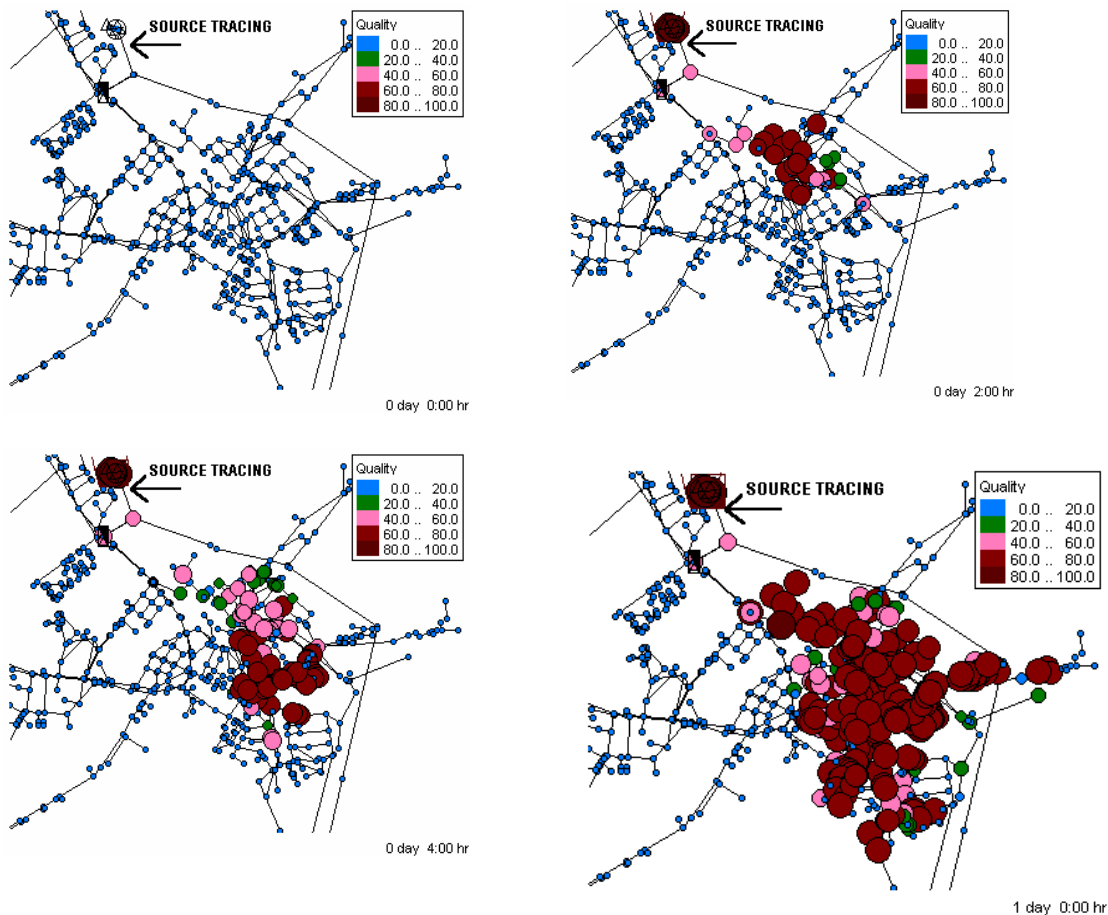 SOURCE TRACING
Quality
0.0 .. 20.0
20.0 .. 40.0
40.0 .. 60.0
60.0 .. 80.0
80.0 .. 100.0
0 day 0:00 hr
SOURCE TRACING
Quality
0.0 .. 20.0
20.0 .. 40.0
40.0 .. 60.0
60.0 .. 80.0
80.0 .. 100.0
0 day 2:00 hr
SOURCE TRACING
Quality
0.0 .. 20.0
20.0 .. 40.0
40.0 .. 60.0
60.0 .. 80.0
80.0 .. 100.0
0 day 4:00 hr
SOURCE TRACING
Quality
0.0 .. 20.0
20.0 .. 40.0
40.0 .. 60.0
60.0 .. 80.0
80.0 .. 100.0
1 day 0:00 hr